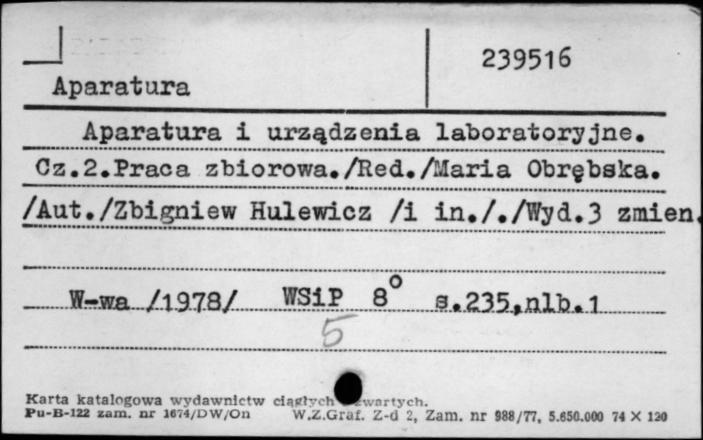 239516
Aparatura
Aparatura i urządzenia laboratoryjne.
Cz.2.Praca zbiorowa./Red./Maria Obrębska.
/Aut./Zbigniew Hulewicz /i in././Wyd.3 zmien.
W-wa /1978/ WSiP 8° s.235,nlb.1
5
Karta katalogowa wydawnictw ciągłych zwartych.
Pu-B-122 zam. nr 1674/DW/On W.Z.Graf. Z-d 2, Zam. nr 988/77, 5.650.000 74 X 120